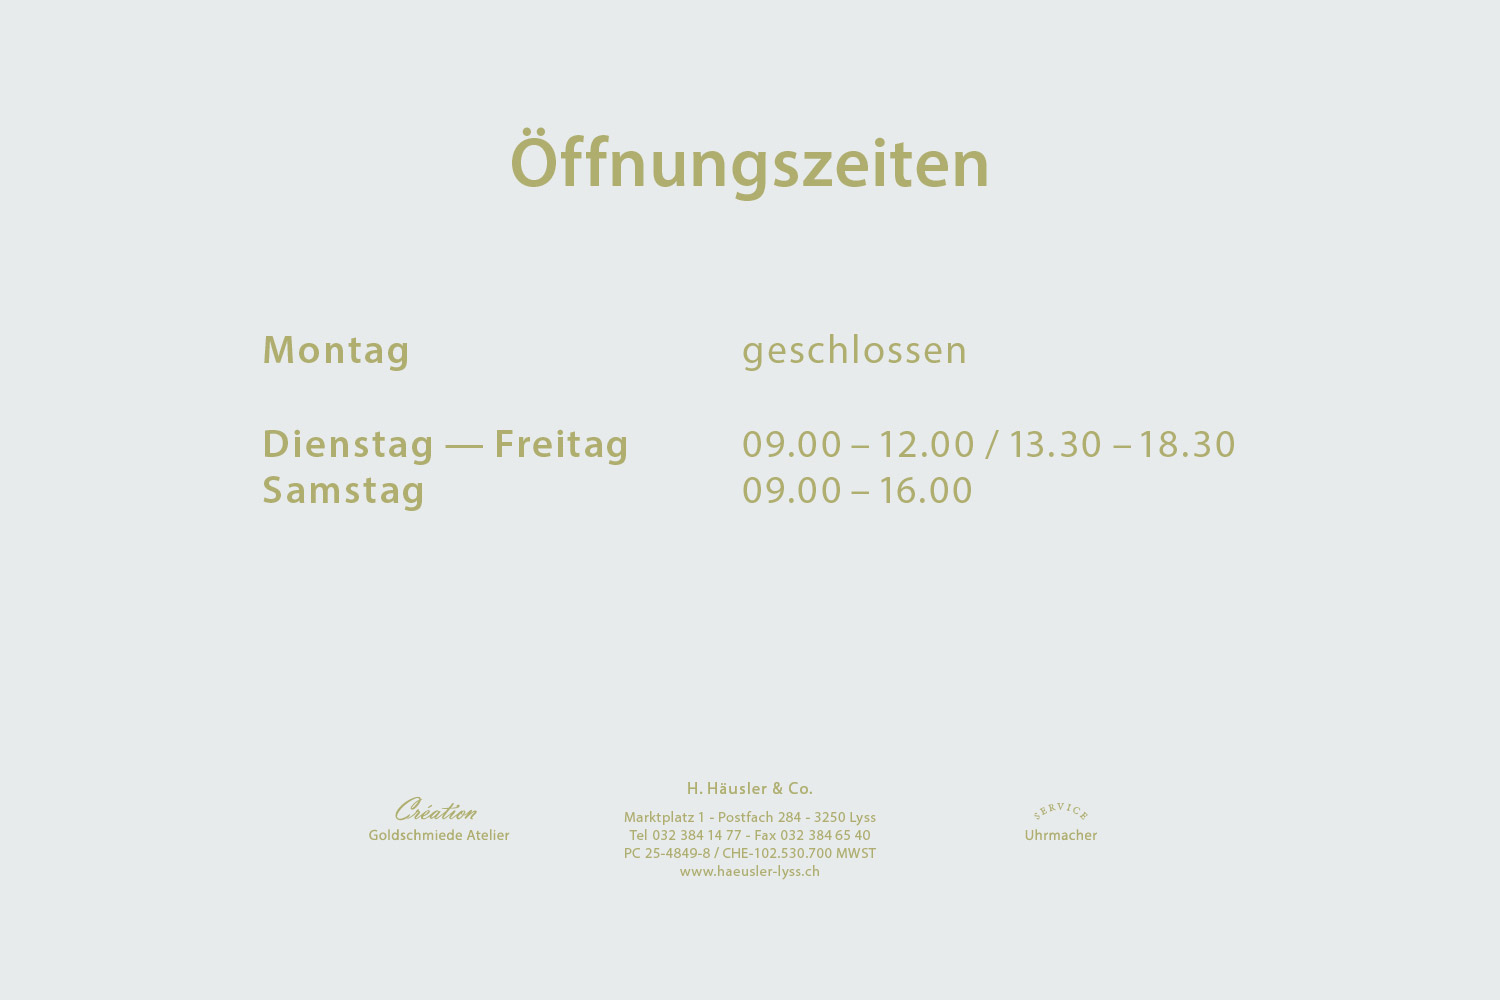 Öffnungszeiten
Montag geschlossen
Dienstag — Freitag 09.00 – 12.00 / 13.30 – 18.30
Samstag 09.00 – 16.00
Création
Goldschmiede Atelier
H. Häusler & Co.
Marktplatz 1 - Postfach 284 - 3250 Lyss
Tel 032 384 14 77 - Fax 032 384 65 40
PC 25-4849-8 / CHE-102.530.700 MWST
www.haeusler-lyss.ch
SERVICE
Uhrmacher